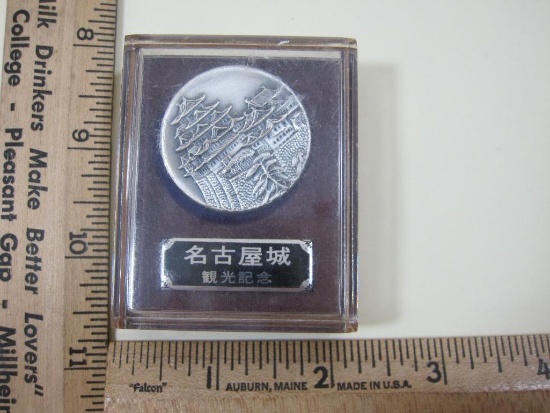 Milk Drinkers Make Better Lovers"
College - Pleasant Gap - Millhei
8
9
10
11
名古屋城
観光記念
1 2 3 4
"Falcon" AUBURN, MAINE MADE IN U.S.A.